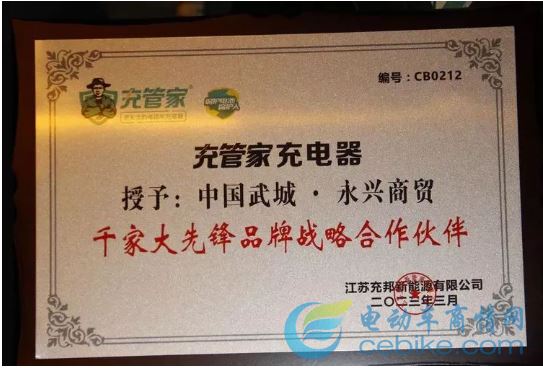 编号：CB0212
充管家®
充管家充电器
授予：中国武城·永兴商贸
千家大先锋品牌战略合作伙伴
江苏充邦新能源有限公司
二〇二三年三月
电动车商情网
cebike.com